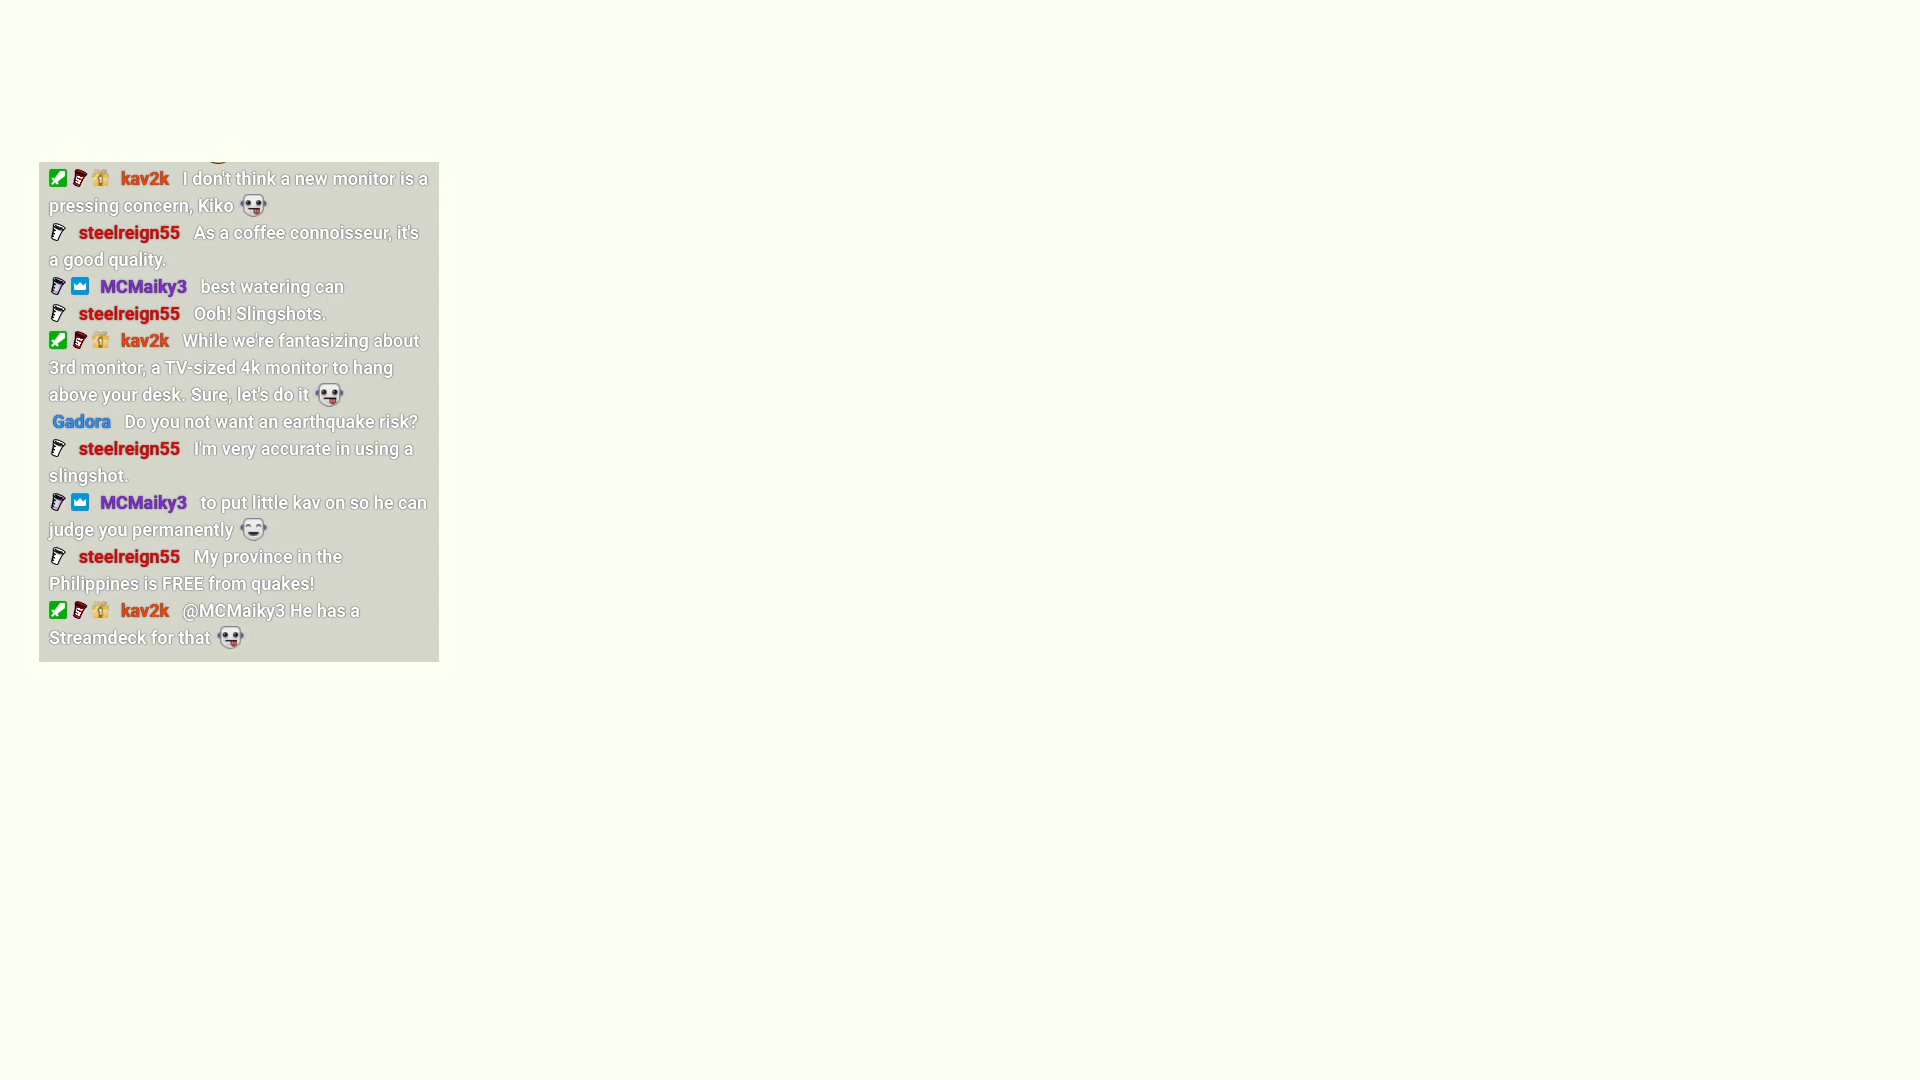 kav2k I don't think a new monitor is a
pressing concern, Kiko
steelreign55 As a coffee connoisseur, it's
a good quality.
MCMaiky3 best watering can
steelreign55 Ooh! Slingshots.
kav2k While we're fantasizing about
3rd monitor, a TV-sized 4k monitor to hang
above your desk. Sure, let's do it
Gadora Do you not want an earthquake risk?
steelreign55 I'm very accurate in using a
slingshot.
MCMaiky3 to put little kav on so he can
judge you permanently
steelreign55 My province in the
Philippines is FREE from quakes!
kav2k @MCMaiky3 He has a
Streamdeck for that